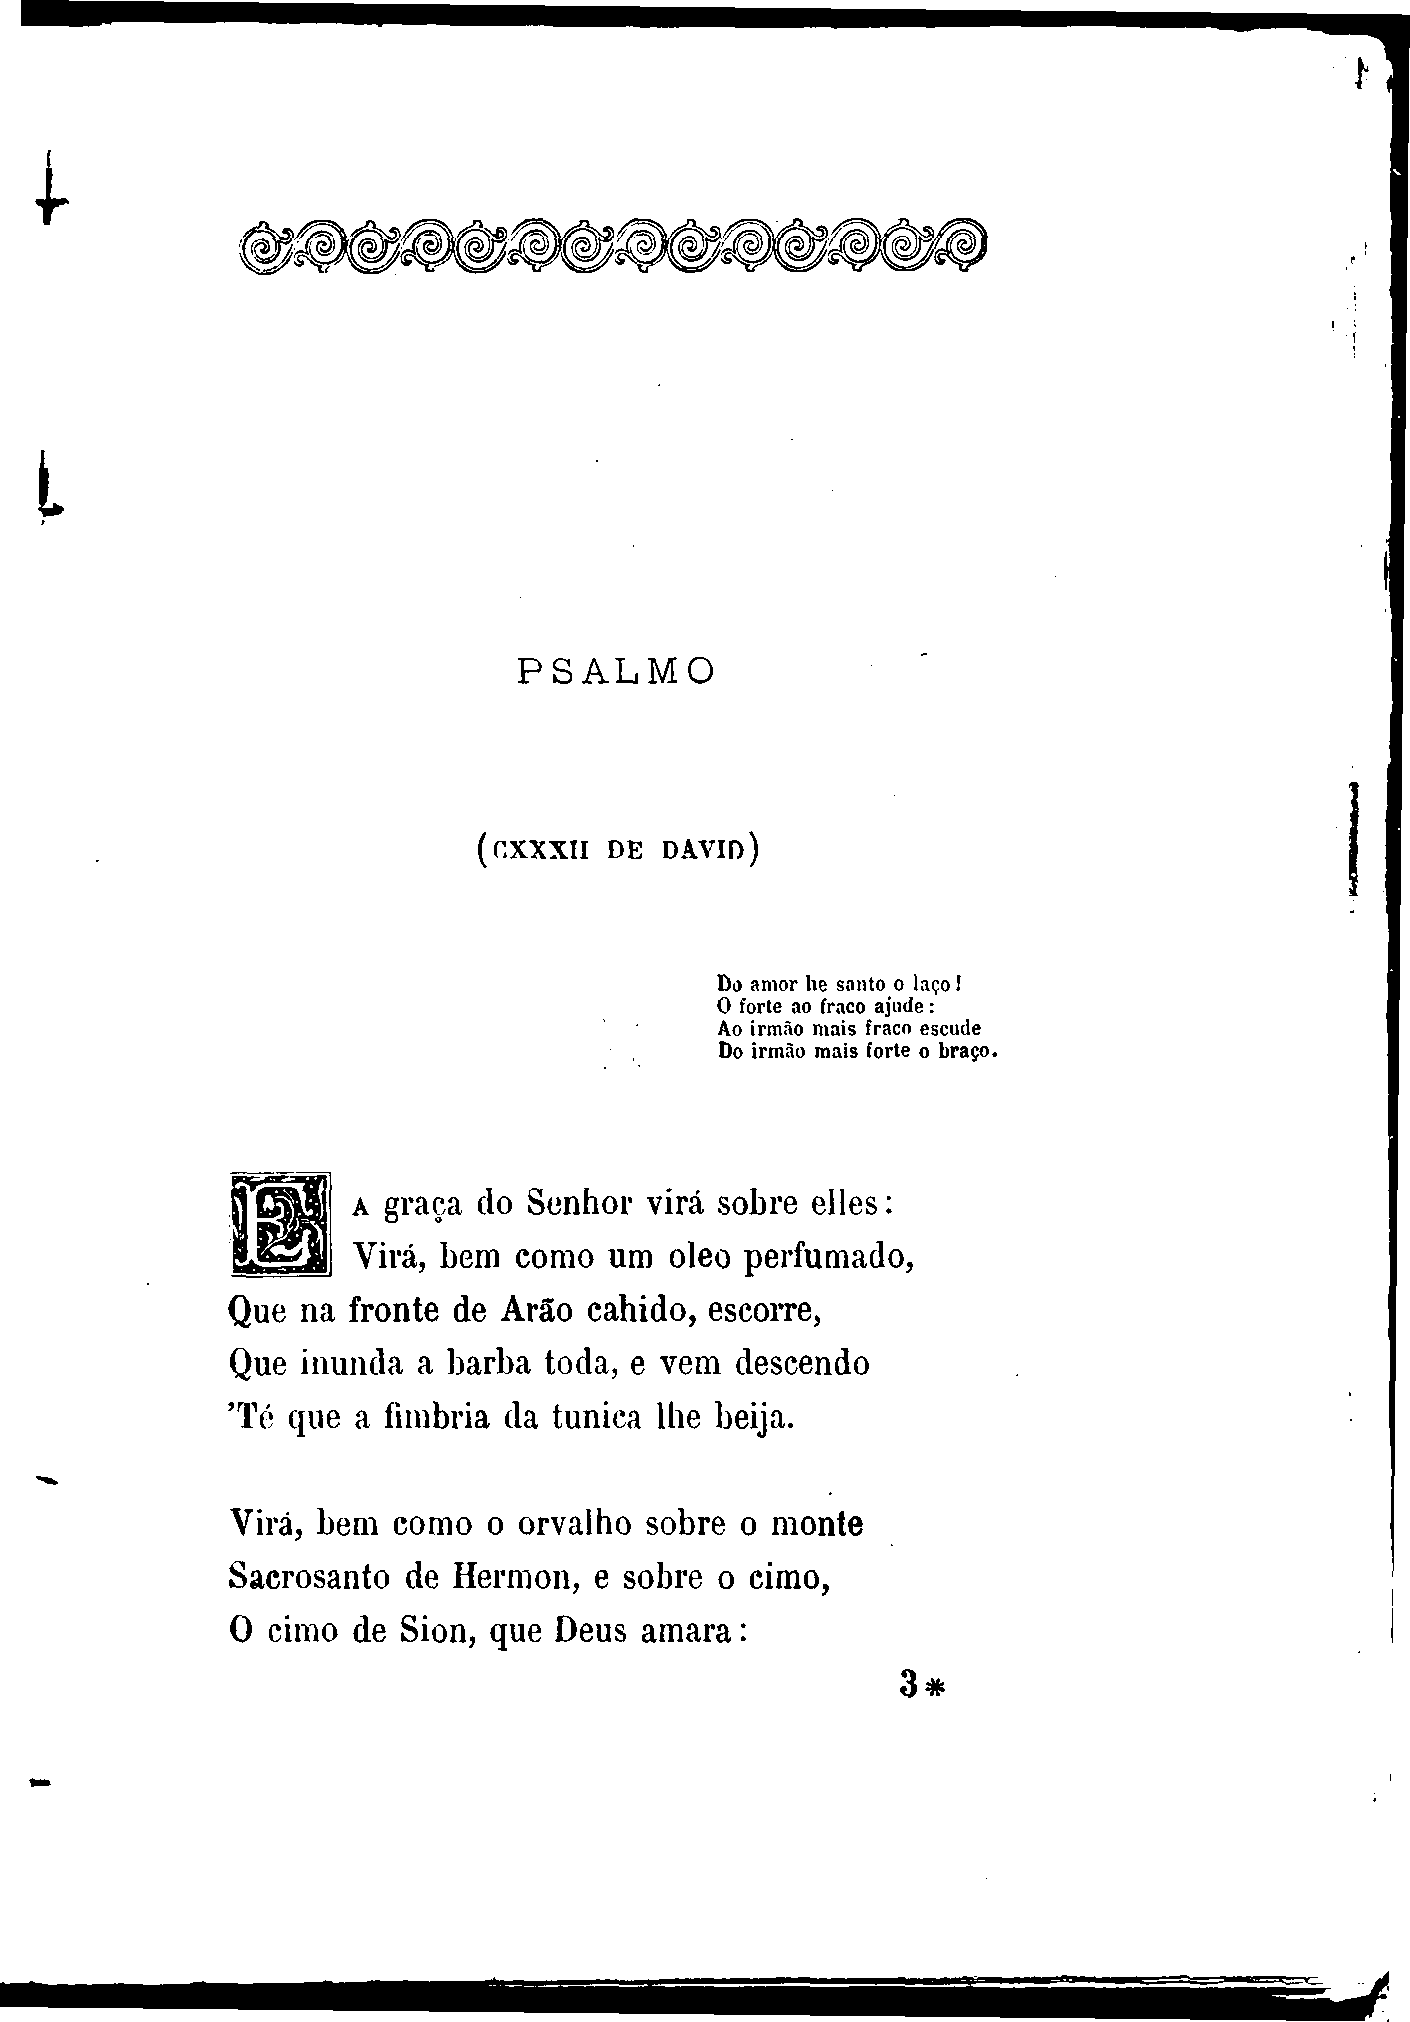 PSALMO
(CXXXII DE DAVID)
Do amor he santo o laço!
O forte ao fraco ajude:
Ao irmão mais fraco escude
Do irmão mais forte o braço.
E A graça do Senhor virá sobre elles:
Virá, bem como um oleo perfumado,
Que na fronte de Arão cahido, escorre,
Que inunda a barba toda, e vem descendo
'Té que a fimbria da tunica lhe beija.
Virá, bem como o orvalho sobre o monte
Sacrosanto de Hermon, e sobre o cimo,
O cimo de Sion, que Deus amara:
3*